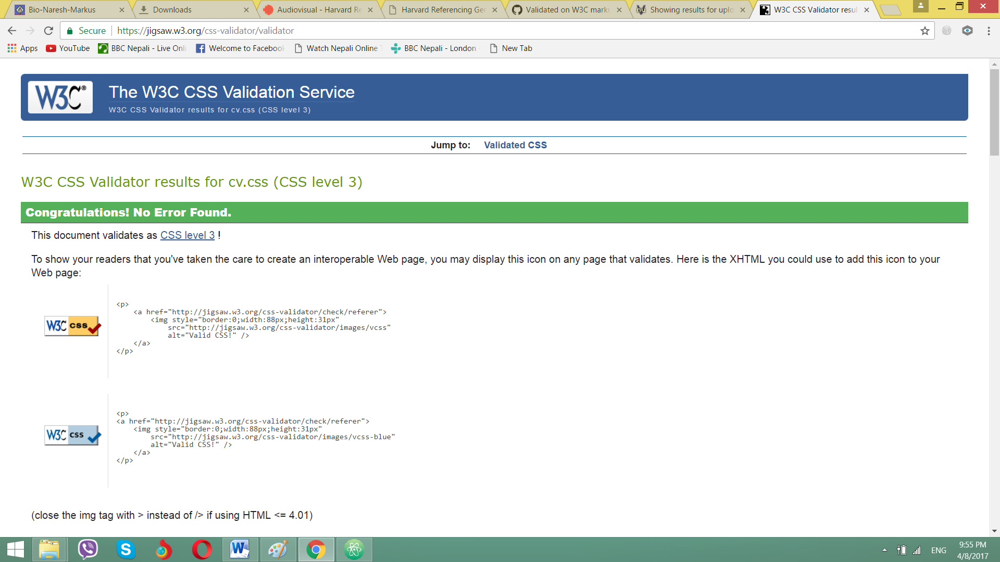 Bio-Naresh-Markus
Downloads
Audiovisual - Harvard Re
Harvard Referencing Ger
Validated on W3C marku
Showing results for uplo
W3C CSS Validator resul
Secure
https://jigsaw.w3.org/css-validator/validator
Apps
YouTube
BBC Nepali - Live Onli
Welcome to Facebook
Watch Nepali Online T
BBC Nepali - London
New Tab
W3C®
The W3C CSS Validation Service
W3C CSS Validator results for cv.css (CSS level 3)
Jump to: Validated CSS
W3C CSS Validator results for cv.css (CSS level 3)
Congratulations! No Error Found.
This document validates as CSS level 3 !
To show your readers that you've taken the care to create an interoperable Web page, you may display this icon on any page that validates. Here is the XHTML you could use to add this icon to your
Web page:
W3C css
<p>
<a href="http://jigsaw.w3.org/css-validator/check/referer">
<img style="border:0;width:88px;height:31px"
src="http://jigsaw.w3.org/css-validator/images/vcss"
alt="Valid CSS!" />
</a>
</p>
W3C css
<p>
<a href="http://jigsaw.w3.org/css-validator/check/referer">
<img style="border:0;width:88px;height:31px"
src="http://jigsaw.w3.org/css-validator/images/vcss-blue"
alt="Valid CSS!" />
</a>
</p>
(close the img tag with > instead of /> if using HTML <= 4.01)
ENG
9:55 PM
4/8/2017